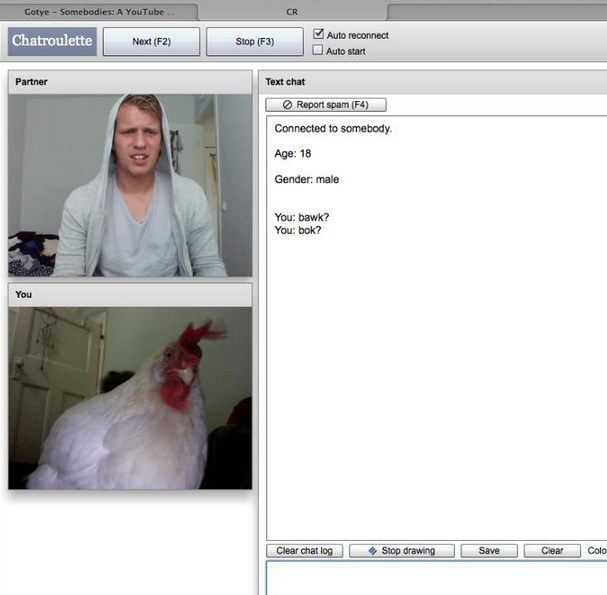 Gotye – Somebodies: A YouTube ...
CR
Chatroulette
Next (F2)
Stop (F3)
Auto reconnect
Auto start
Partner
Text chat
Report spam (F4)
Connected to somebody.
Age: 18
Gender: male
You: bawk?
You: bok?
You
Clear chat log
Stop drawing
Save
Clear
Colo